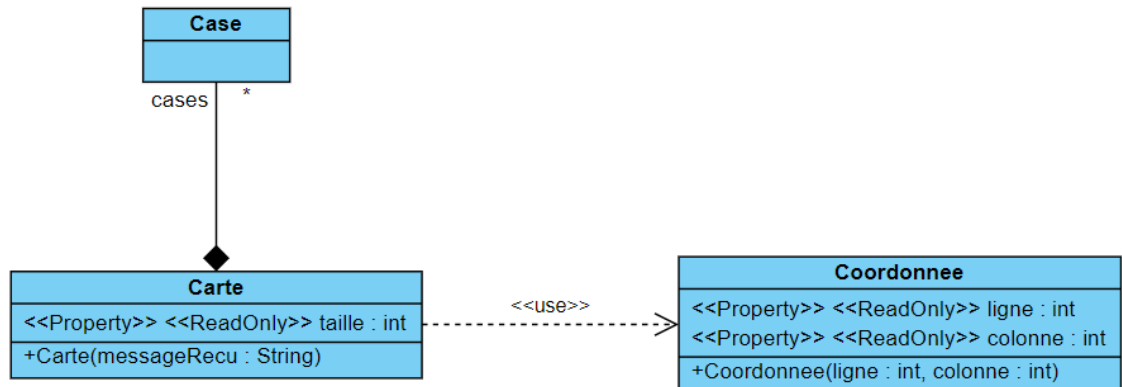 Case
cases
*
Carte
<<Property>> <<ReadOnly>> taille : int
+Carte(messageRecu : String)
<<use>>
Coordonnee
<<Property>> <<ReadOnly>> ligne : int
<<Property>> <<ReadOnly>> colonne : int
+Coordonnee(ligne : int, colonne : int)